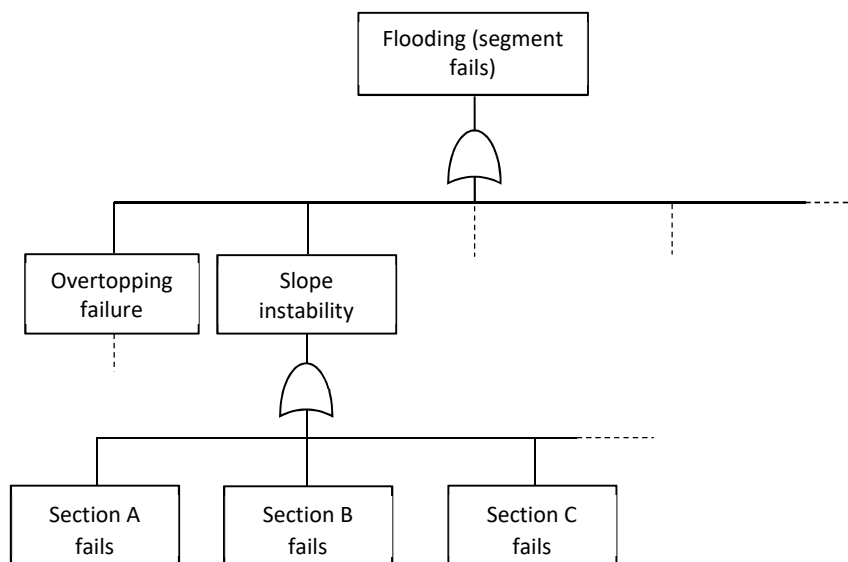 Flooding (segment
fails)
Overtopping
failure
Slope
instability
Section A
fails
Section B
fails
Section C
fails